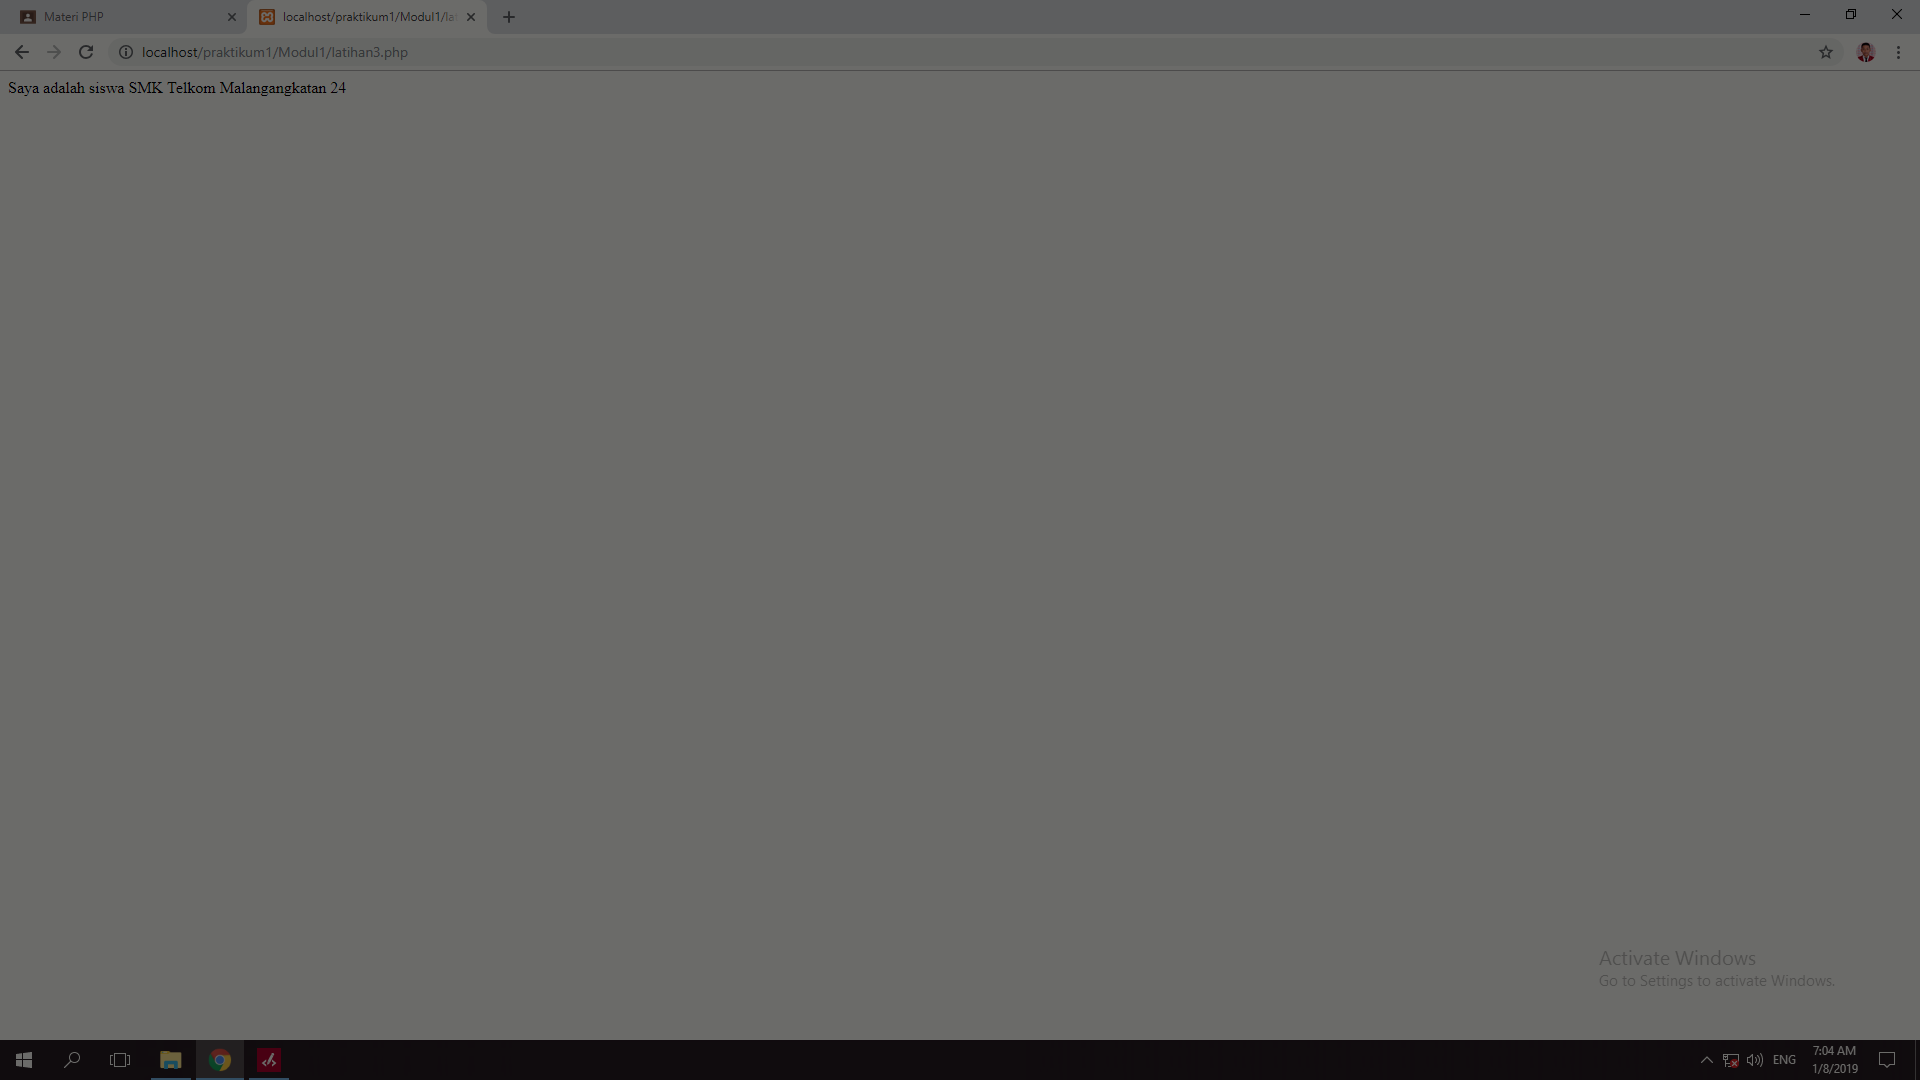 Materi PHP
localhost/praktikum1/Modul1/lat
localhost/praktikum1/Modul1/latihan3.php
Saya adalah siswa SMK Telkom Malangangkatan 24
Activate Windows
Go to Settings to activate Windows.
ENG
7:04 AM
1/8/2019